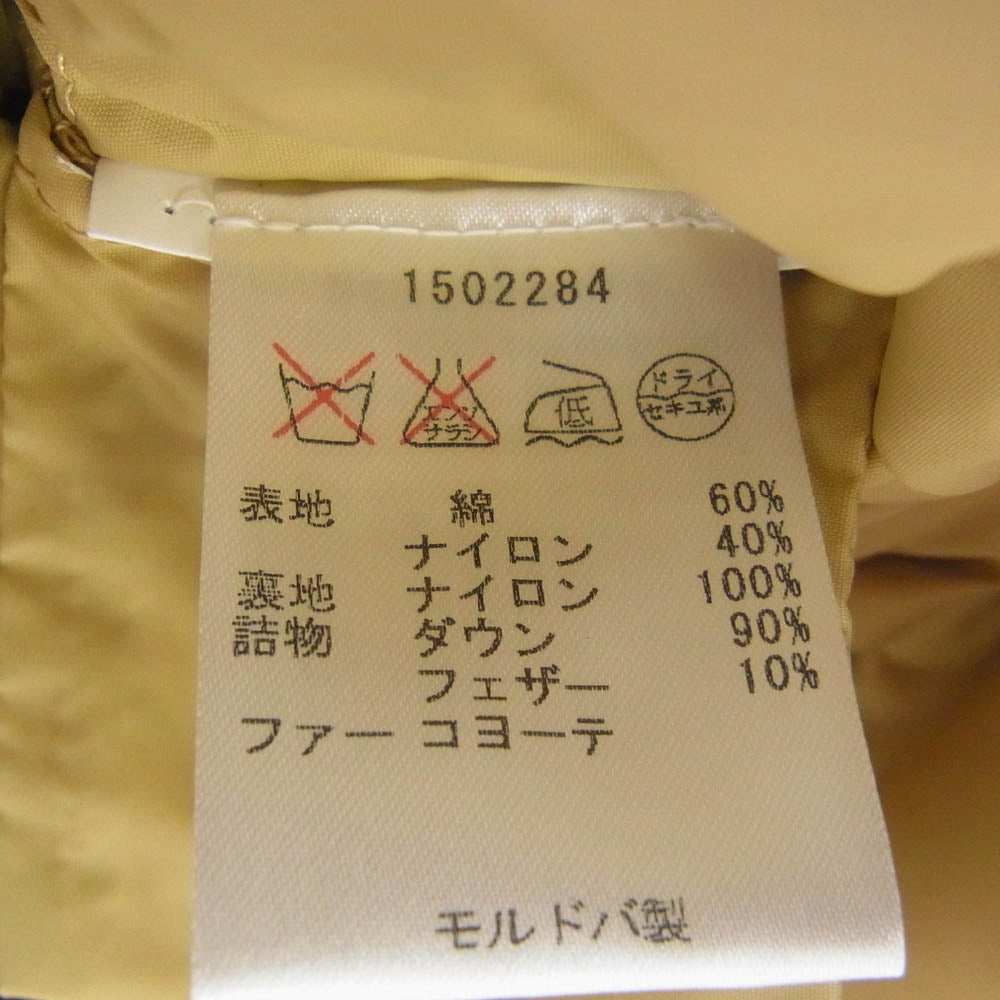 1502284
エンソ
サラシ
低
ドライ
セキユ系
表地 綿 60%
ナイロン 40%
裏地 ナイロン 100%
詰物 ダウン 90%
フェザー 10%
ファー コヨーテ
モルドバ製